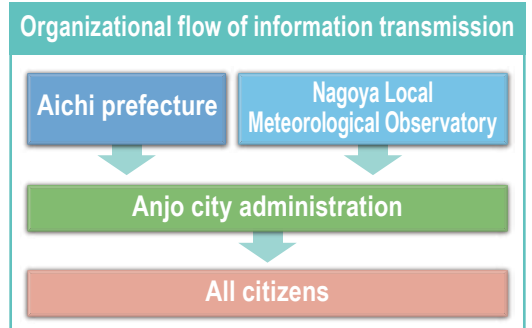 Organizational flow of information transmission
Aichi prefecture
Nagoya Local
Meteorological Observatory
Anjo city administration
All citizens